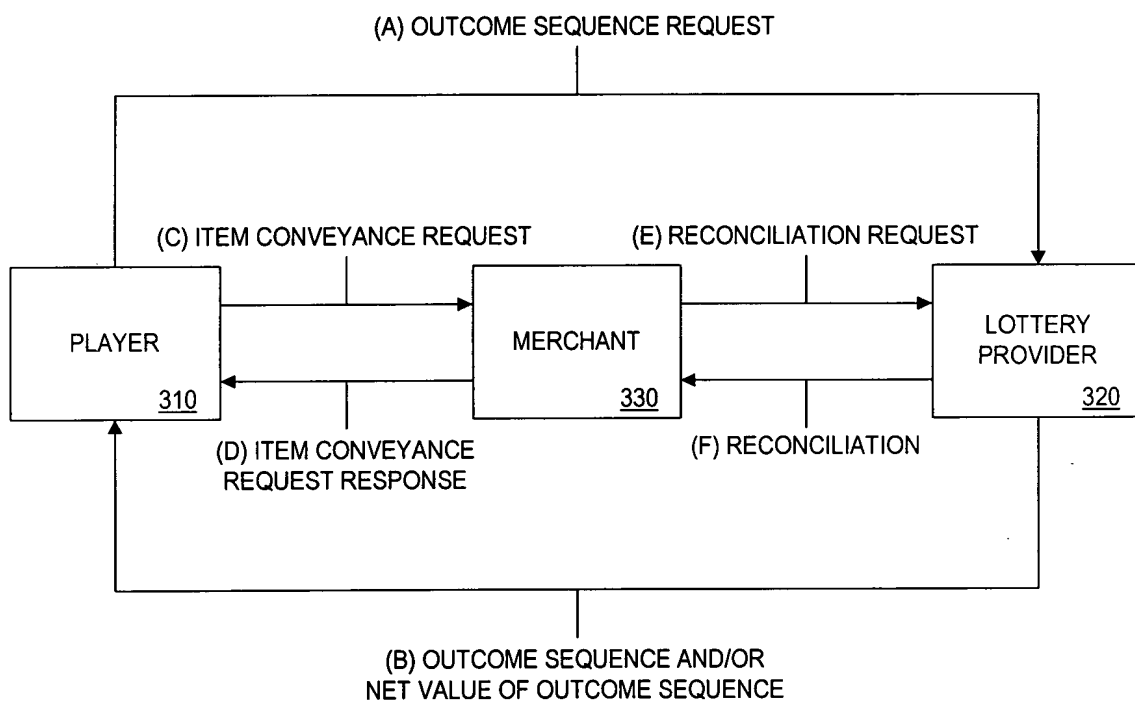 (A) OUTCOME SEQUENCE REQUEST
(C) ITEM CONVEYANCE REQUEST
(E) RECONCILIATION REQUEST
PLAYER
310
MERCHANT
330
LOTTERY
PROVIDER
320
(D) ITEM CONVEYANCE
REQUEST RESPONSE
(F) RECONCILIATION
(B) OUTCOME SEQUENCE AND/OR
NET VALUE OF OUTCOME SEQUENCE